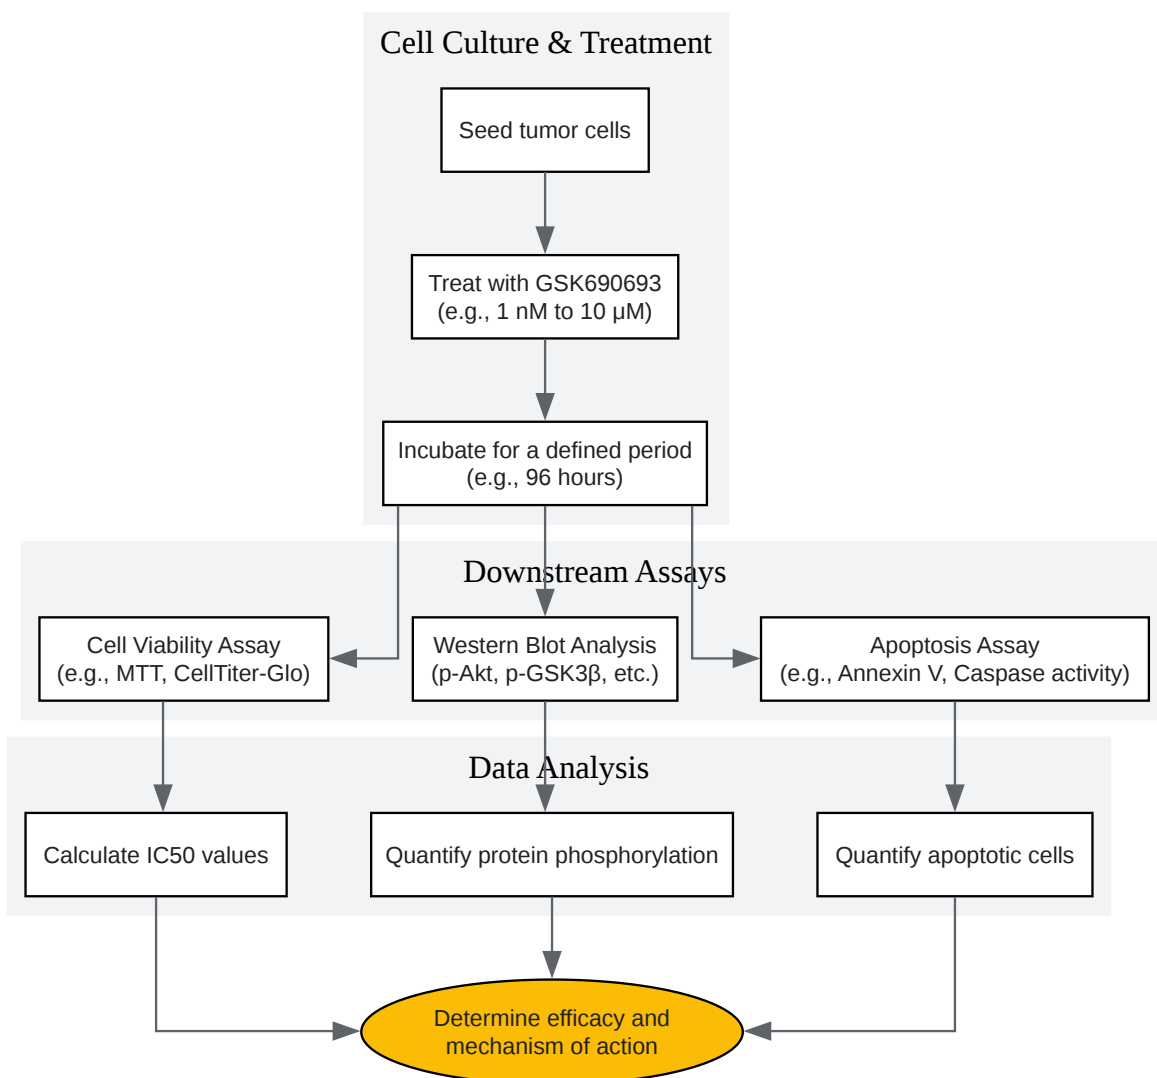 Cell Culture & Treatment
Seed tumor cells
Treat with GSK690693
(e.g., 1 nM to 10 μM)
Incubate for a defined period
(e.g., 96 hours)
Downstream Assays
Cell Viability Assay
(e.g., MTT, CellTiter-Glo)
Western Blot Analysis
(p-Akt, p-GSK3β, etc.)
Apoptosis Assay
(e.g., Annexin V, Caspase activity)
Data Analysis
Calculate IC50 values
Quantify protein phosphorylation
Quantify apoptotic cells
Determine efficacy and
mechanism of action